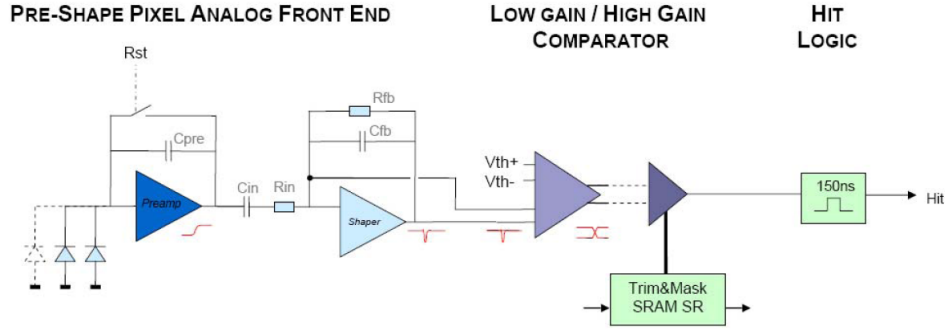 PRE-SHAPE PIXEL ANALOG FRONT END
LOW GAIN / HIGH GAIN
COMPARATOR
HIT
LOGIC
Rst
Rfb
Cpre
Cfb
Cin
Rin
Preamp
Shaper
Vth+
Vth-
150ns
Hit
Trim&Mask
SRAM SR